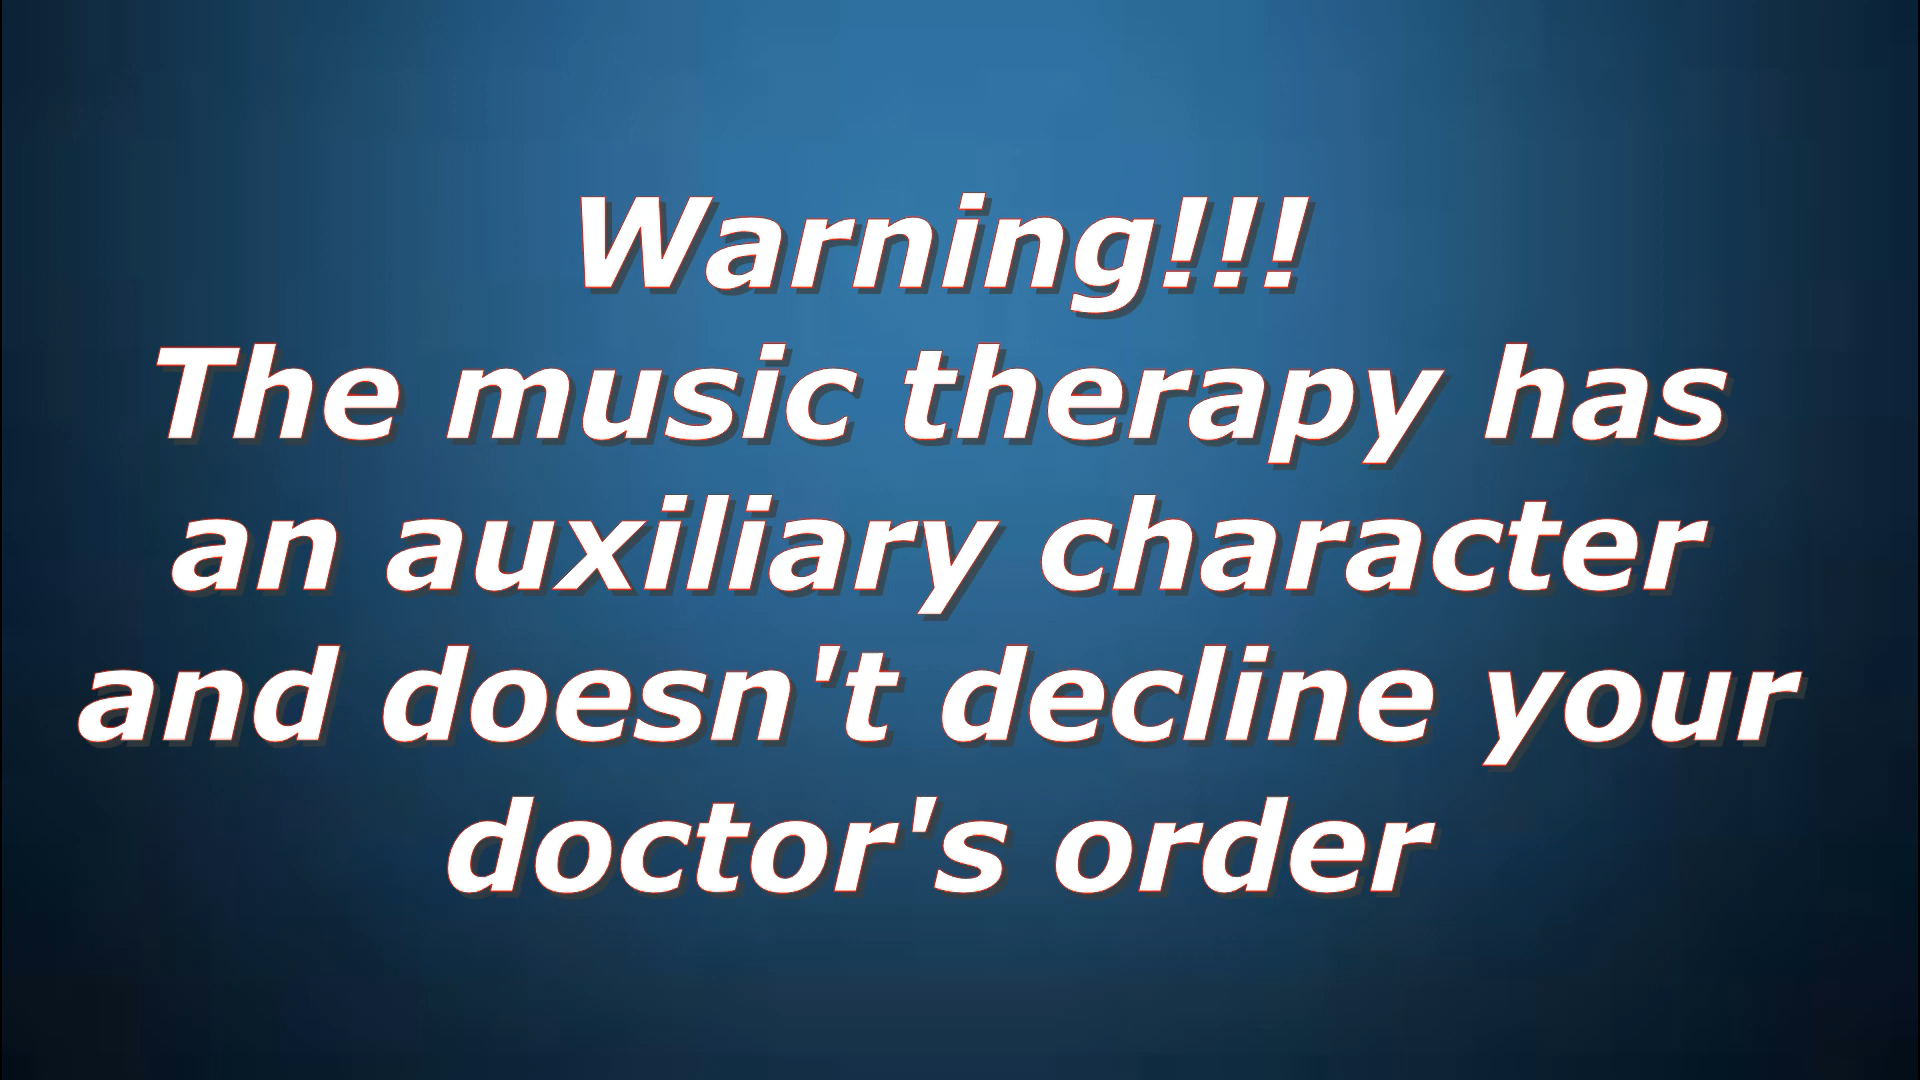 Warning!!!
The music therapy has
an auxiliary character
and doesn't decline your
doctor's order